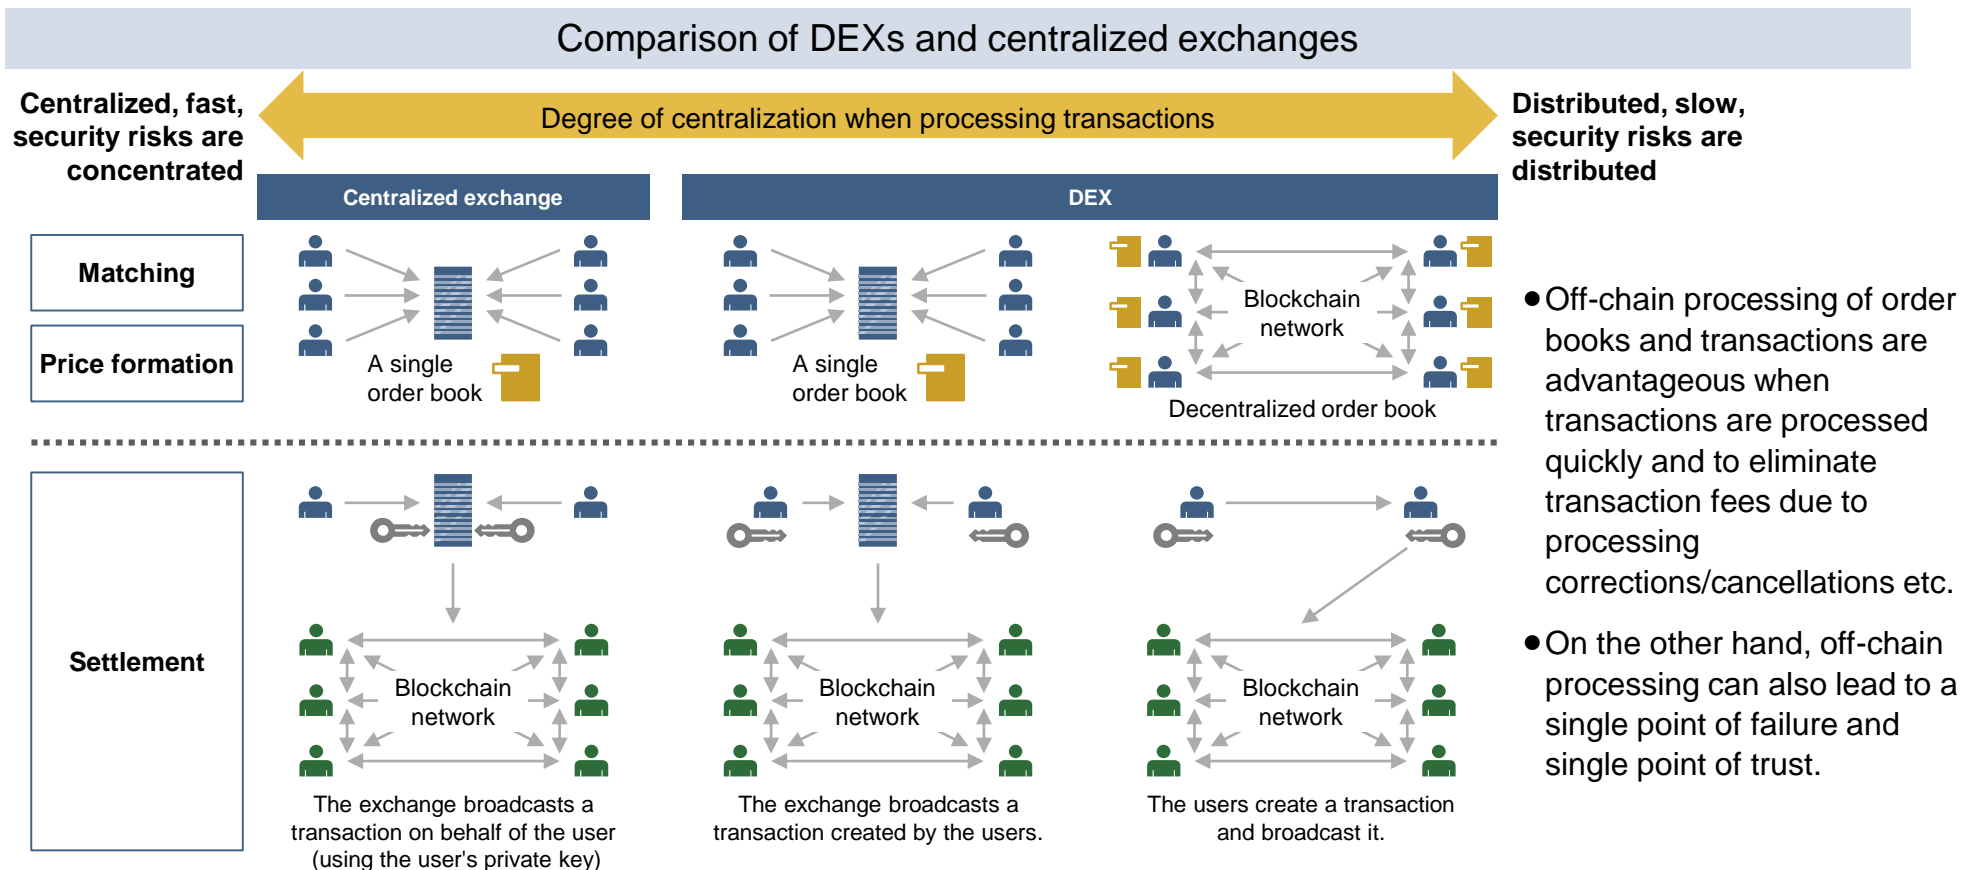 Comparison of DEXs and centralized exchanges
Centralized, fast,
security risks are
concentrated
Degree of centralization when processing transactions
Distributed, slow,
security risks are
distributed
Centralized exchange
DEX
Matching
Price formation
A single
order book
A single
order book
Blockchain
network
Decentralized order book
Settlement
Blockchain
network
The exchange broadcasts a
transaction on behalf of the user
(using the user's private key)
Blockchain
network
The exchange broadcasts a
transaction created by the users.
Blockchain
network
The users create a transaction
and broadcast it.
●Off-chain processing of order
books and transactions are
advantageous when
transactions are processed
quickly and to eliminate
transaction fees due to
processing
corrections/cancellations etc.
●On the other hand, off-chain
processing can also lead to a
single point of failure and
single point of trust.